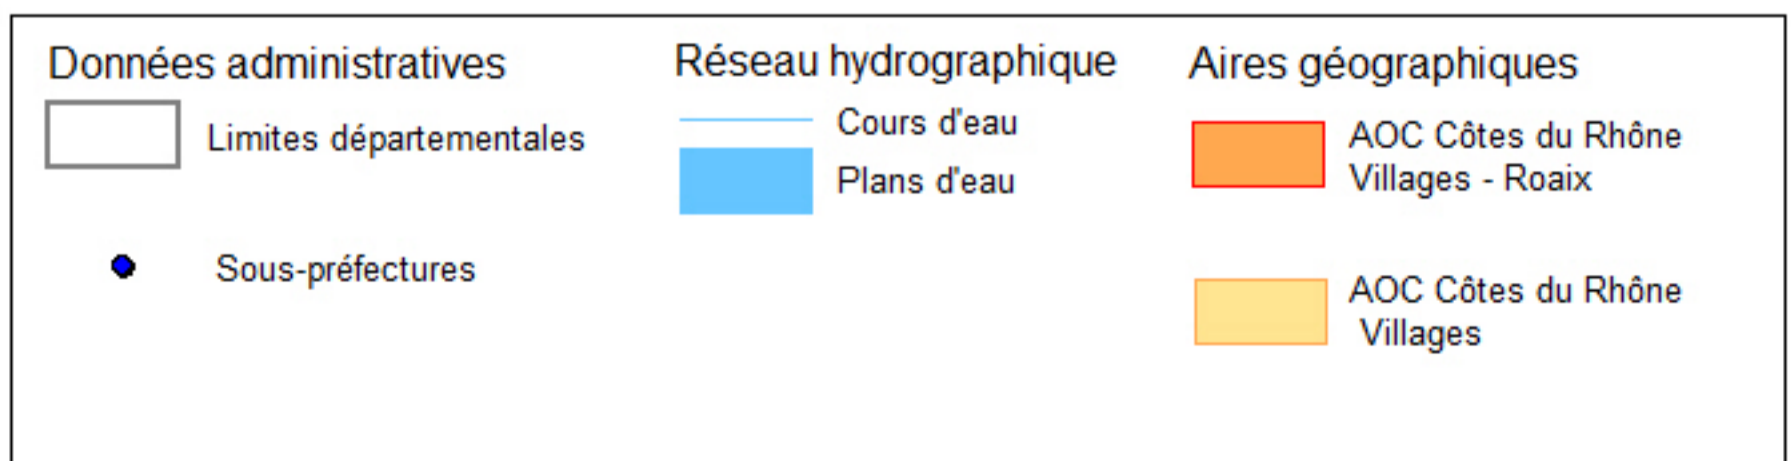 Données administratives
Limites départementales
Sous-préfectures
Réseau hydrographique
Cours d'eau
Plans d'eau
Aires géographiques
AOC Côtes du Rhône
Villages - Roaix
AOC Côtes du Rhône
Villages